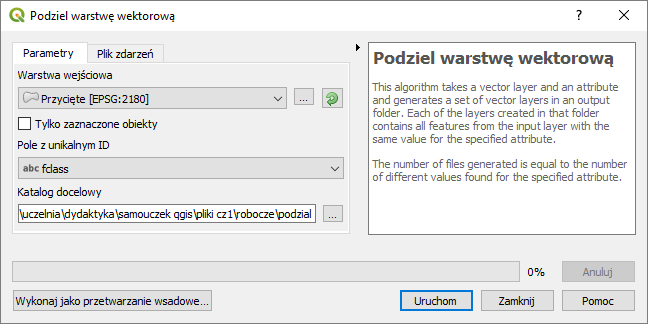 Podziel warstwę wektorową
Parametry
Plik zdarzeń
Warstwa wejściowa
Przycięte [EPSG:2180]
...
Tylko zaznaczone obiekty
Pole z unikalnym ID
abc fclass
Katalog docelowy
\uczelnia\dydaktyka\samouczek qgis\pliki cz1\robocze\podzial
...
Podziel warstwę wektorową
This algorithm takes a vector layer and an attribute
and generates a set of vector layers in an output
folder. Each of the layers created in that folder
contains all features from the input layer with the
same value for the specified attribute.
The number of files generated is equal to the number
of different values found for the specified attribute.
0%
Anuluj
Wykonaj jako przetwarzanie wsadowe...
Uruchom
Zamknij
Pomoc